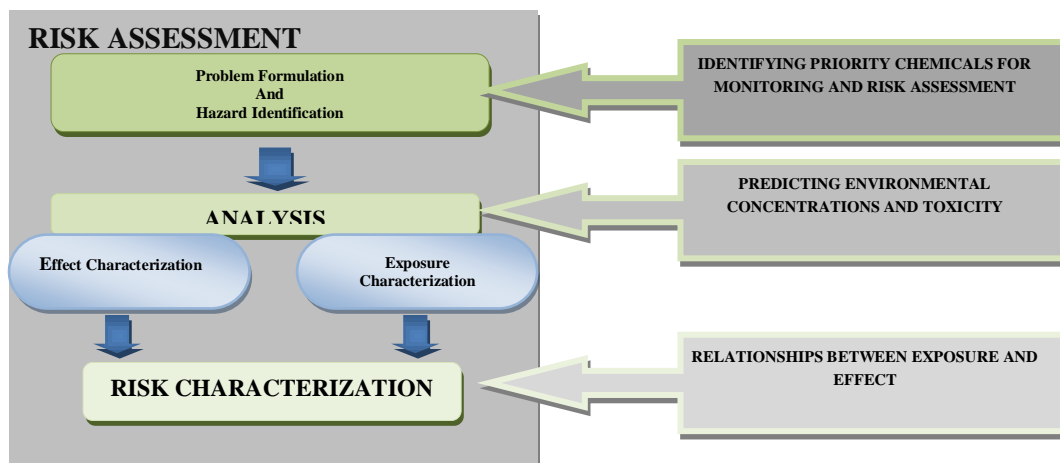 RISK ASSESSMENT
Problem Formulation
And
Hazard Identification
IDENTIFYING PRIORITY CHEMICALS FOR
MONITORING AND RISK ASSESSMENT
ANALYSIS
PREDICTING ENVIRONMENTAL
CONCENTRATIONS AND TOXICITY
Effect Characterization
Exposure
Characterization
RISK CHARACTERIZATION
RELATIONSHIPS BETWEEN EXPOSURE AND
EFFECT